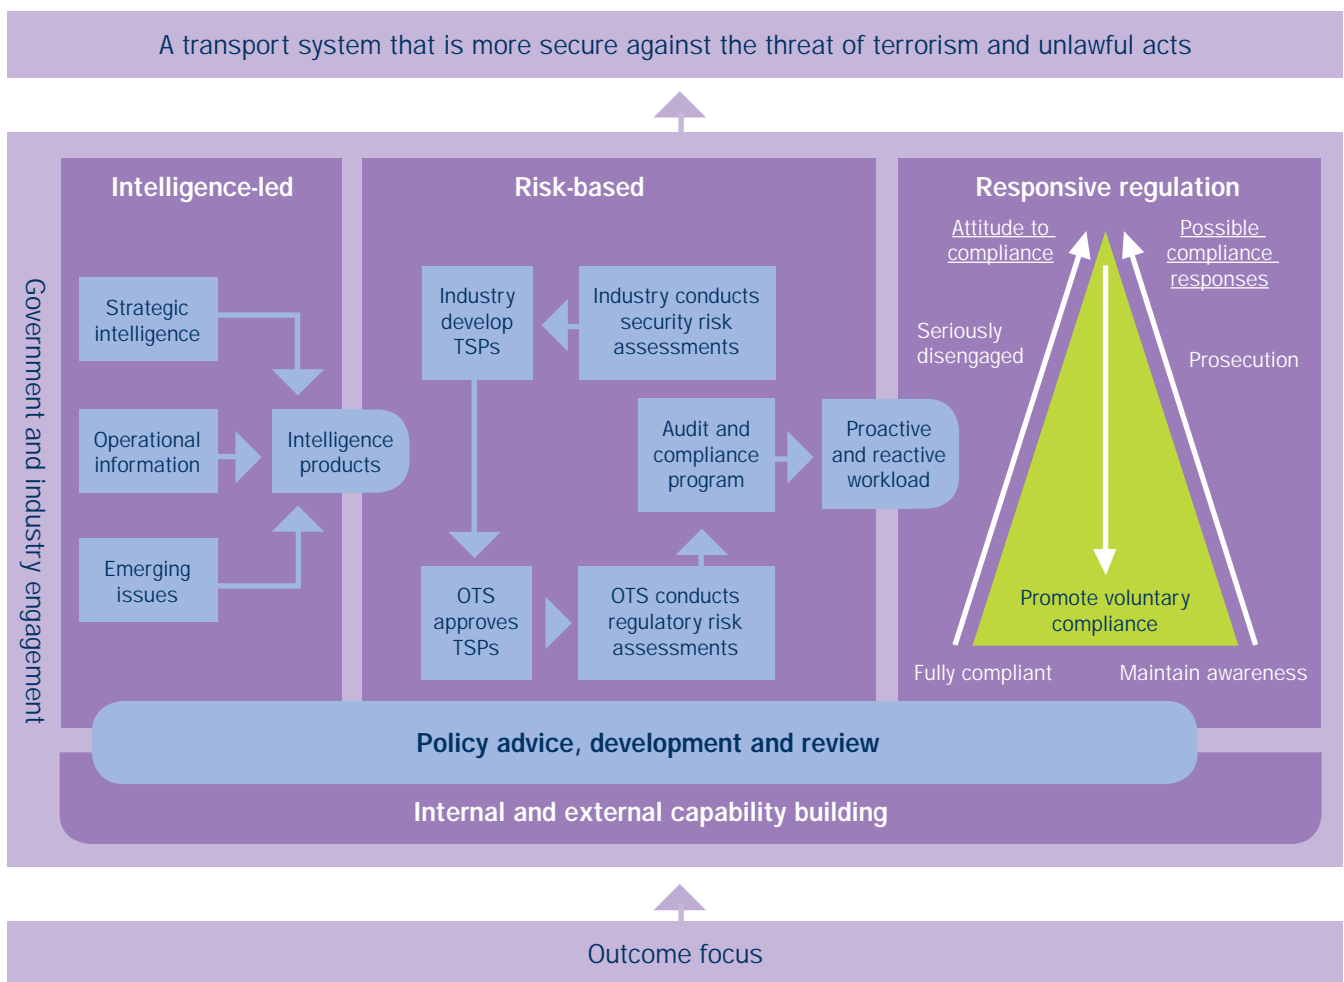 A transport system that is more secure against the threat of terrorism and unlawful acts
Government and industry engagement
Intelligence-led
Strategic
intelligence
Operational
information
Emerging
issues
Intelligence
products
Risk-based
Industry
develop
TSPs
Industry conducts
security risk
assessments
Audit and
compliance
program
Proactive
and reactive
workload
OTS
approves
TSPs
OTS conducts
regulatory risk
assessments
Responsive regulation
Attitude to
compliance
Possible
compliance
responses
Seriously
disengaged
Prosecution
Promote voluntary
compliance
Fully compliant
Maintain awareness
Policy advice, development and review
Internal and external capability building
Outcome focus